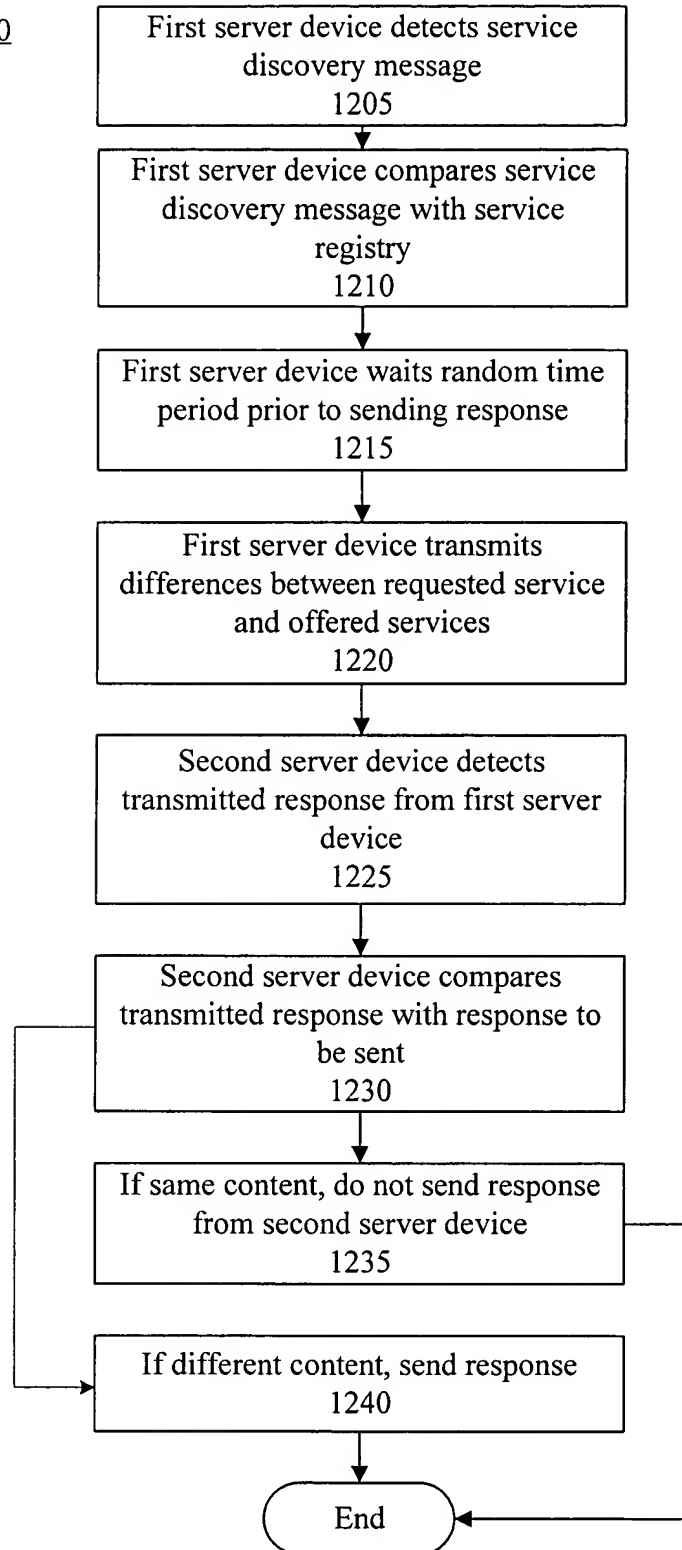 0
First server device detects service
discovery message
1205
First server device compares service
discovery message with service
registry
1210
First server device waits random time
period prior to sending response
1215
First server device transmits
differences between requested service
and offered services
1220
Second server device detects
transmitted response from first server
device
1225
Second server device compares
transmitted response with response to
be sent
1230
If same content, do not send response
from second server device
1235
If different content, send response
1240
End